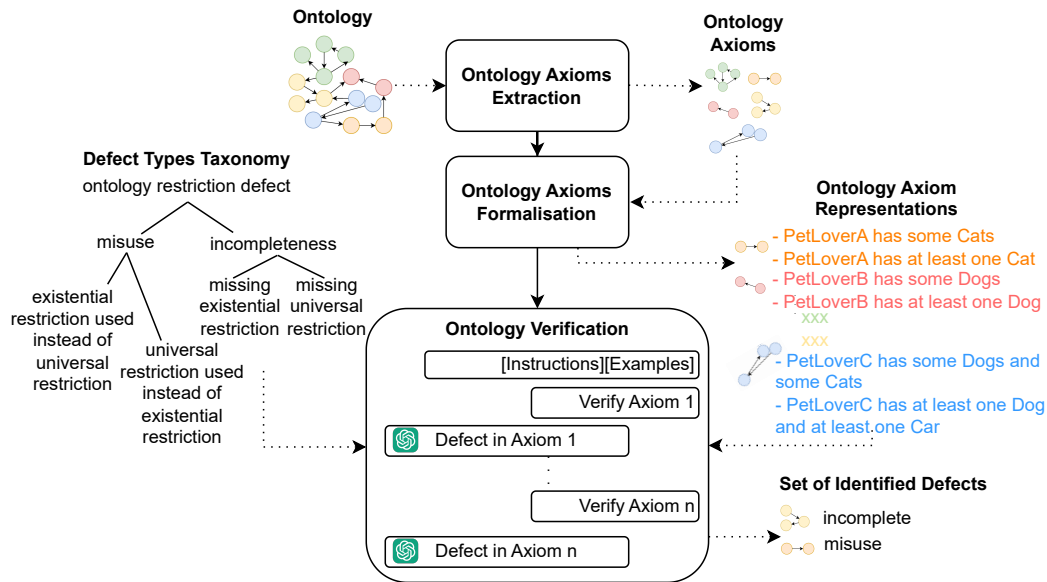 Ontology
Ontology Axioms
Extraction
Ontology
Axioms
Defect Types Taxonomy
ontology restriction defect
misuse
incompleteness
existential
restriction used
instead of
universal
restriction
universal
restriction used
instead of
existential
restriction
missing
existential
restriction
missing
universal
restriction
Ontology Axioms
Formalisation
Ontology Axiom
Representations
- PetLoverA has some Cats
- PetLoverA has at least one Cat
- PetLoverB has some Dogs
- PetLoverB has at least one Dog
xxx
xxx
- PetLoverC has some Dogs and
some Cats
- PetLoverC has at least one Dog
and at least one Car
Ontology Verification
[Instructions][Examples]
Verify Axiom 1
Defect in Axiom 1
Verify Axiom n
Defect in Axiom n
Set of Identified Defects
incomplete
misuse